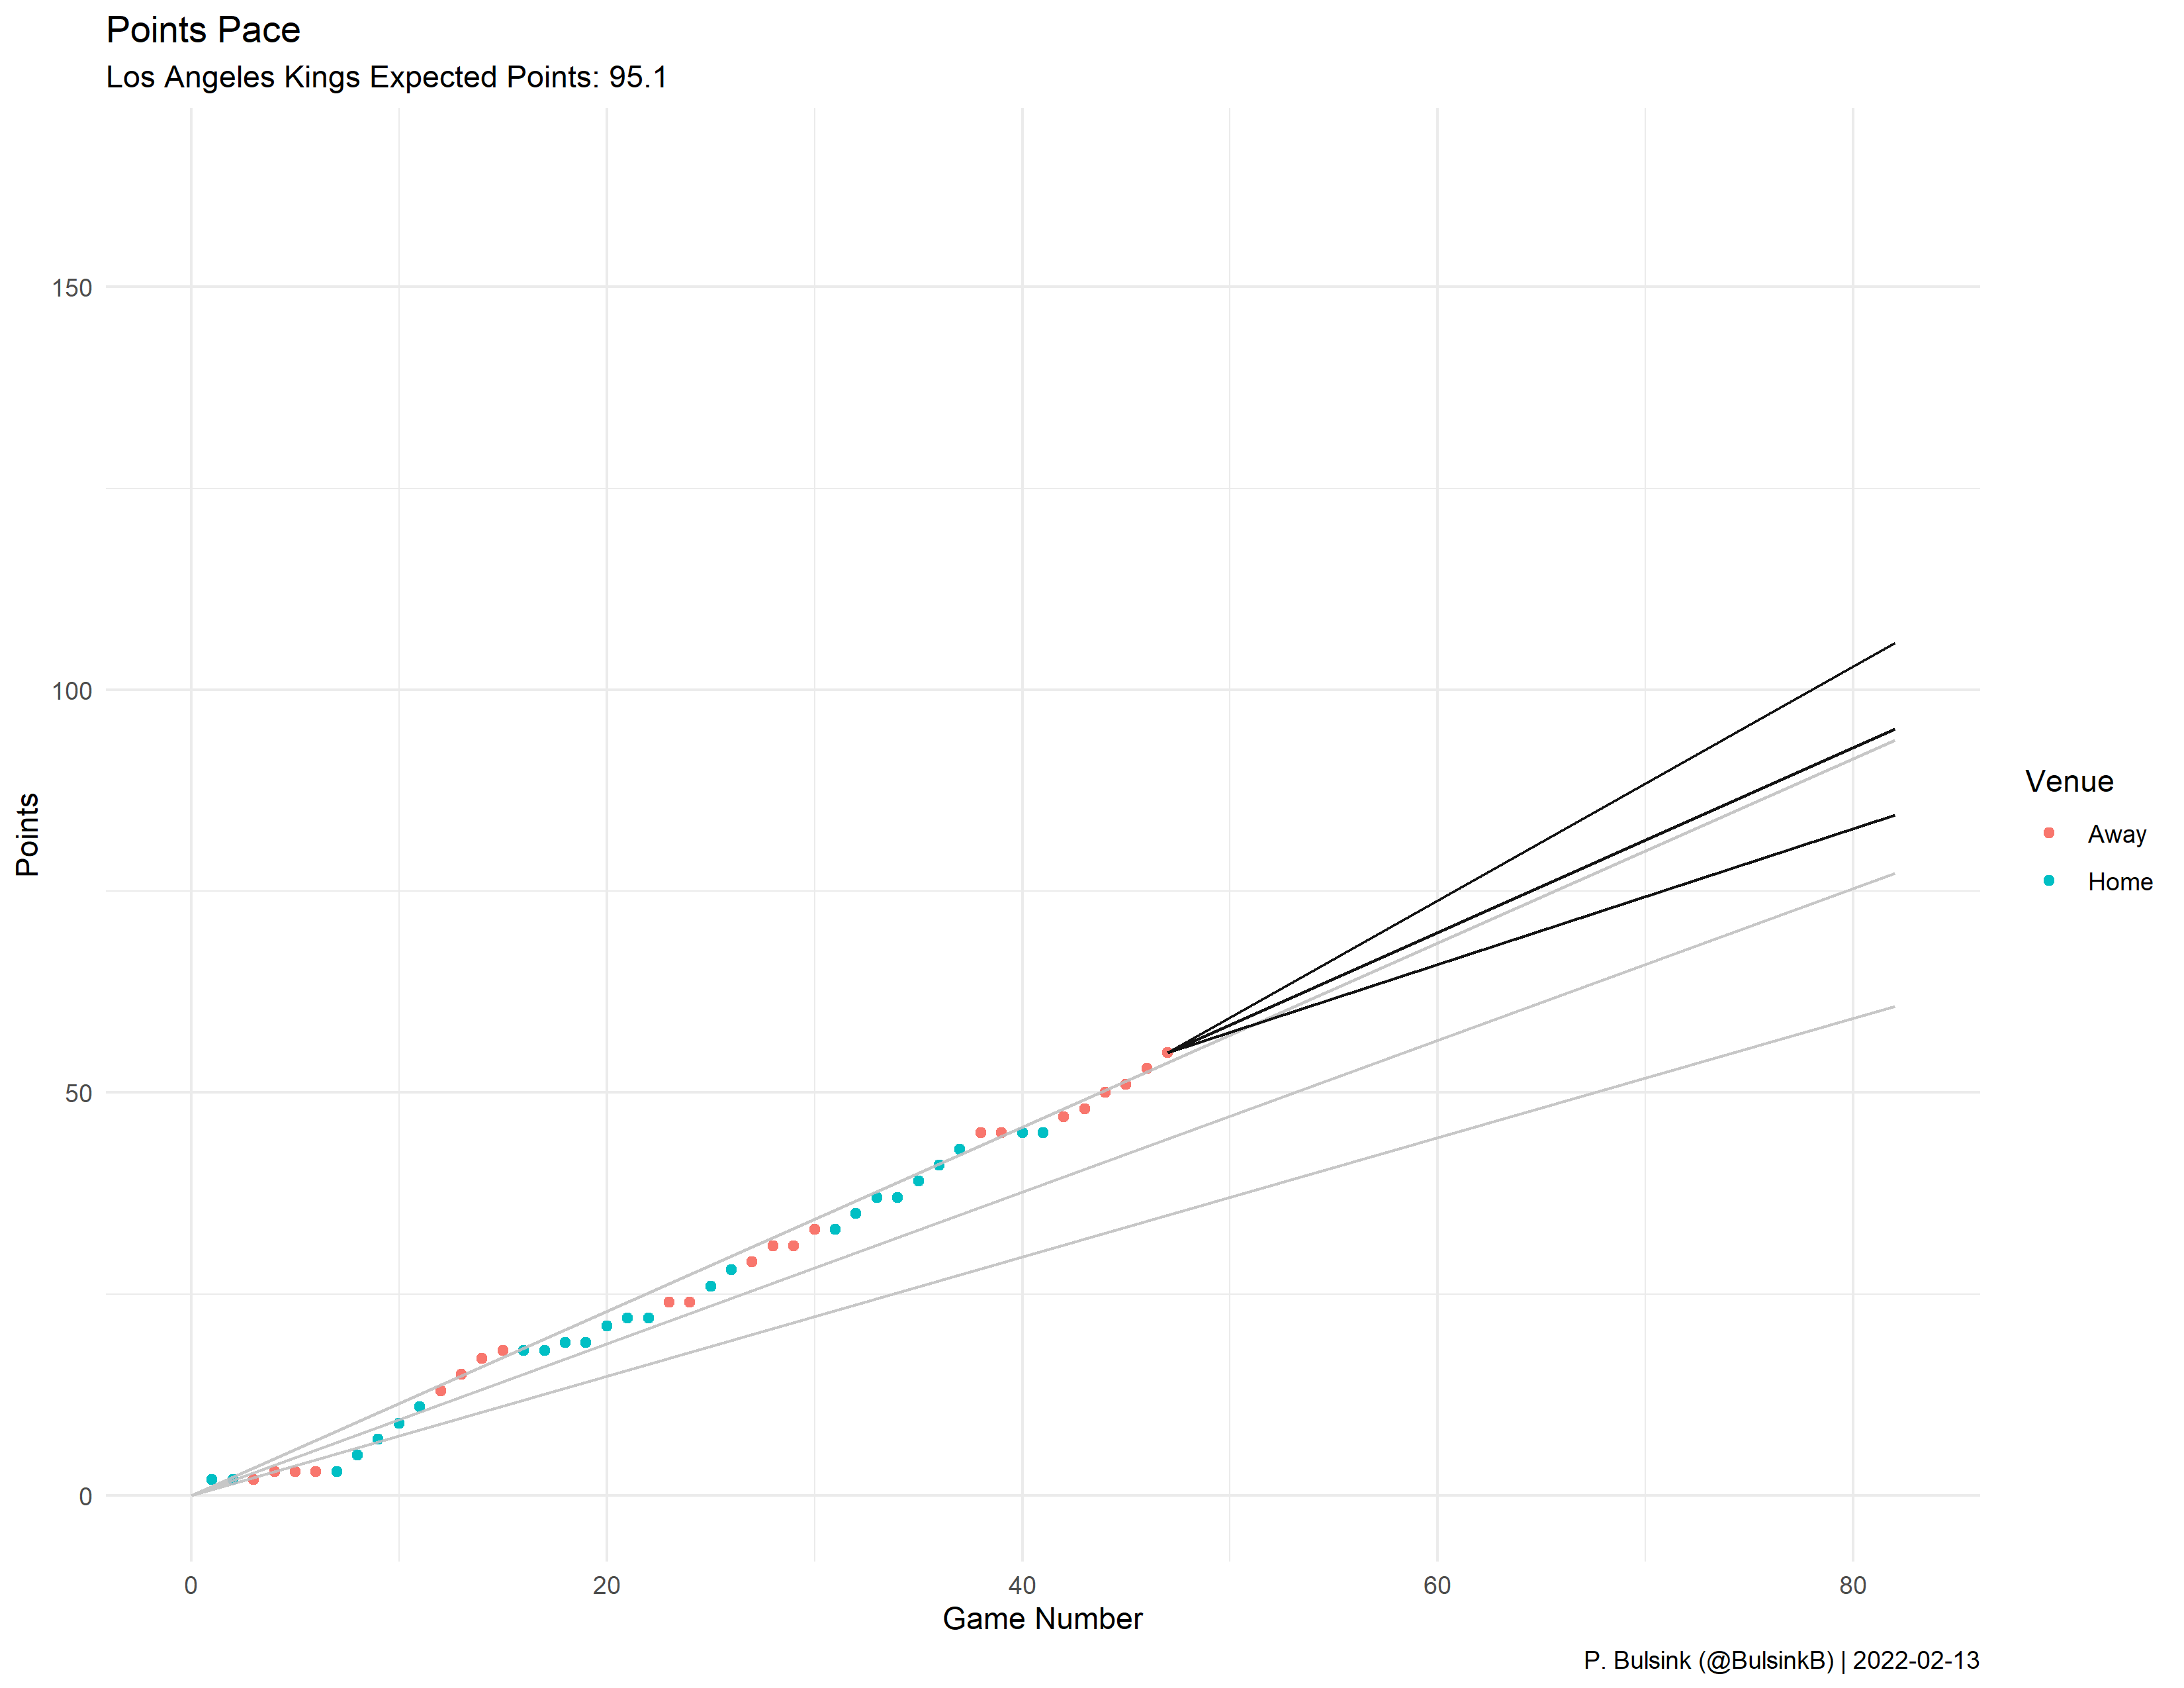 Points Pace
Los Angeles Kings Expected Points: 95.1
150
100
50
0
Points
0 20 40 60 80
Game Number
Venue
Away
Home
P. Bulsink (@BulsinkB) | 2022-02-13